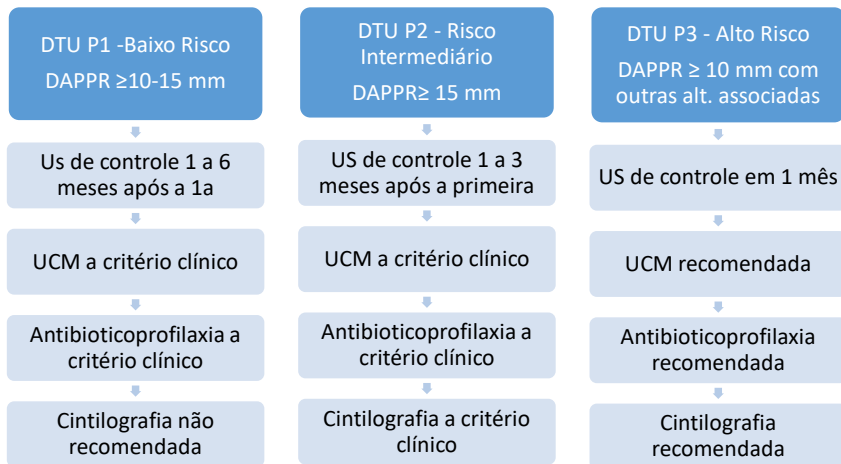 DTU P1 -Baixo Risco
DAPPR ≥10-15 mm
Us de controle 1 a 6
meses após a 1a
UCM a critério clínico
Antibioticoprofilaxia a
critério clínico
Cintilografia não
recomendada
DTU P2 - Risco
Intermediário
DAPPR≥ 15 mm
US de controle 1 a 3
meses após a primeira
UCM a critério clínico
Antibioticoprofilaxia a
critério clínico
Cintilografia a critério
clínico
DTU P3 - Alto Risco
DAPPR ≥ 10 mm com
outras alt. associadas
US de controle em 1 mês
UCM recomendada
Antibioticoprofilaxia
recomendada
Cintilografia
recomendada